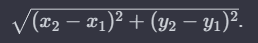 √(x₂ − x₁)² + (y₂ − y₁)².